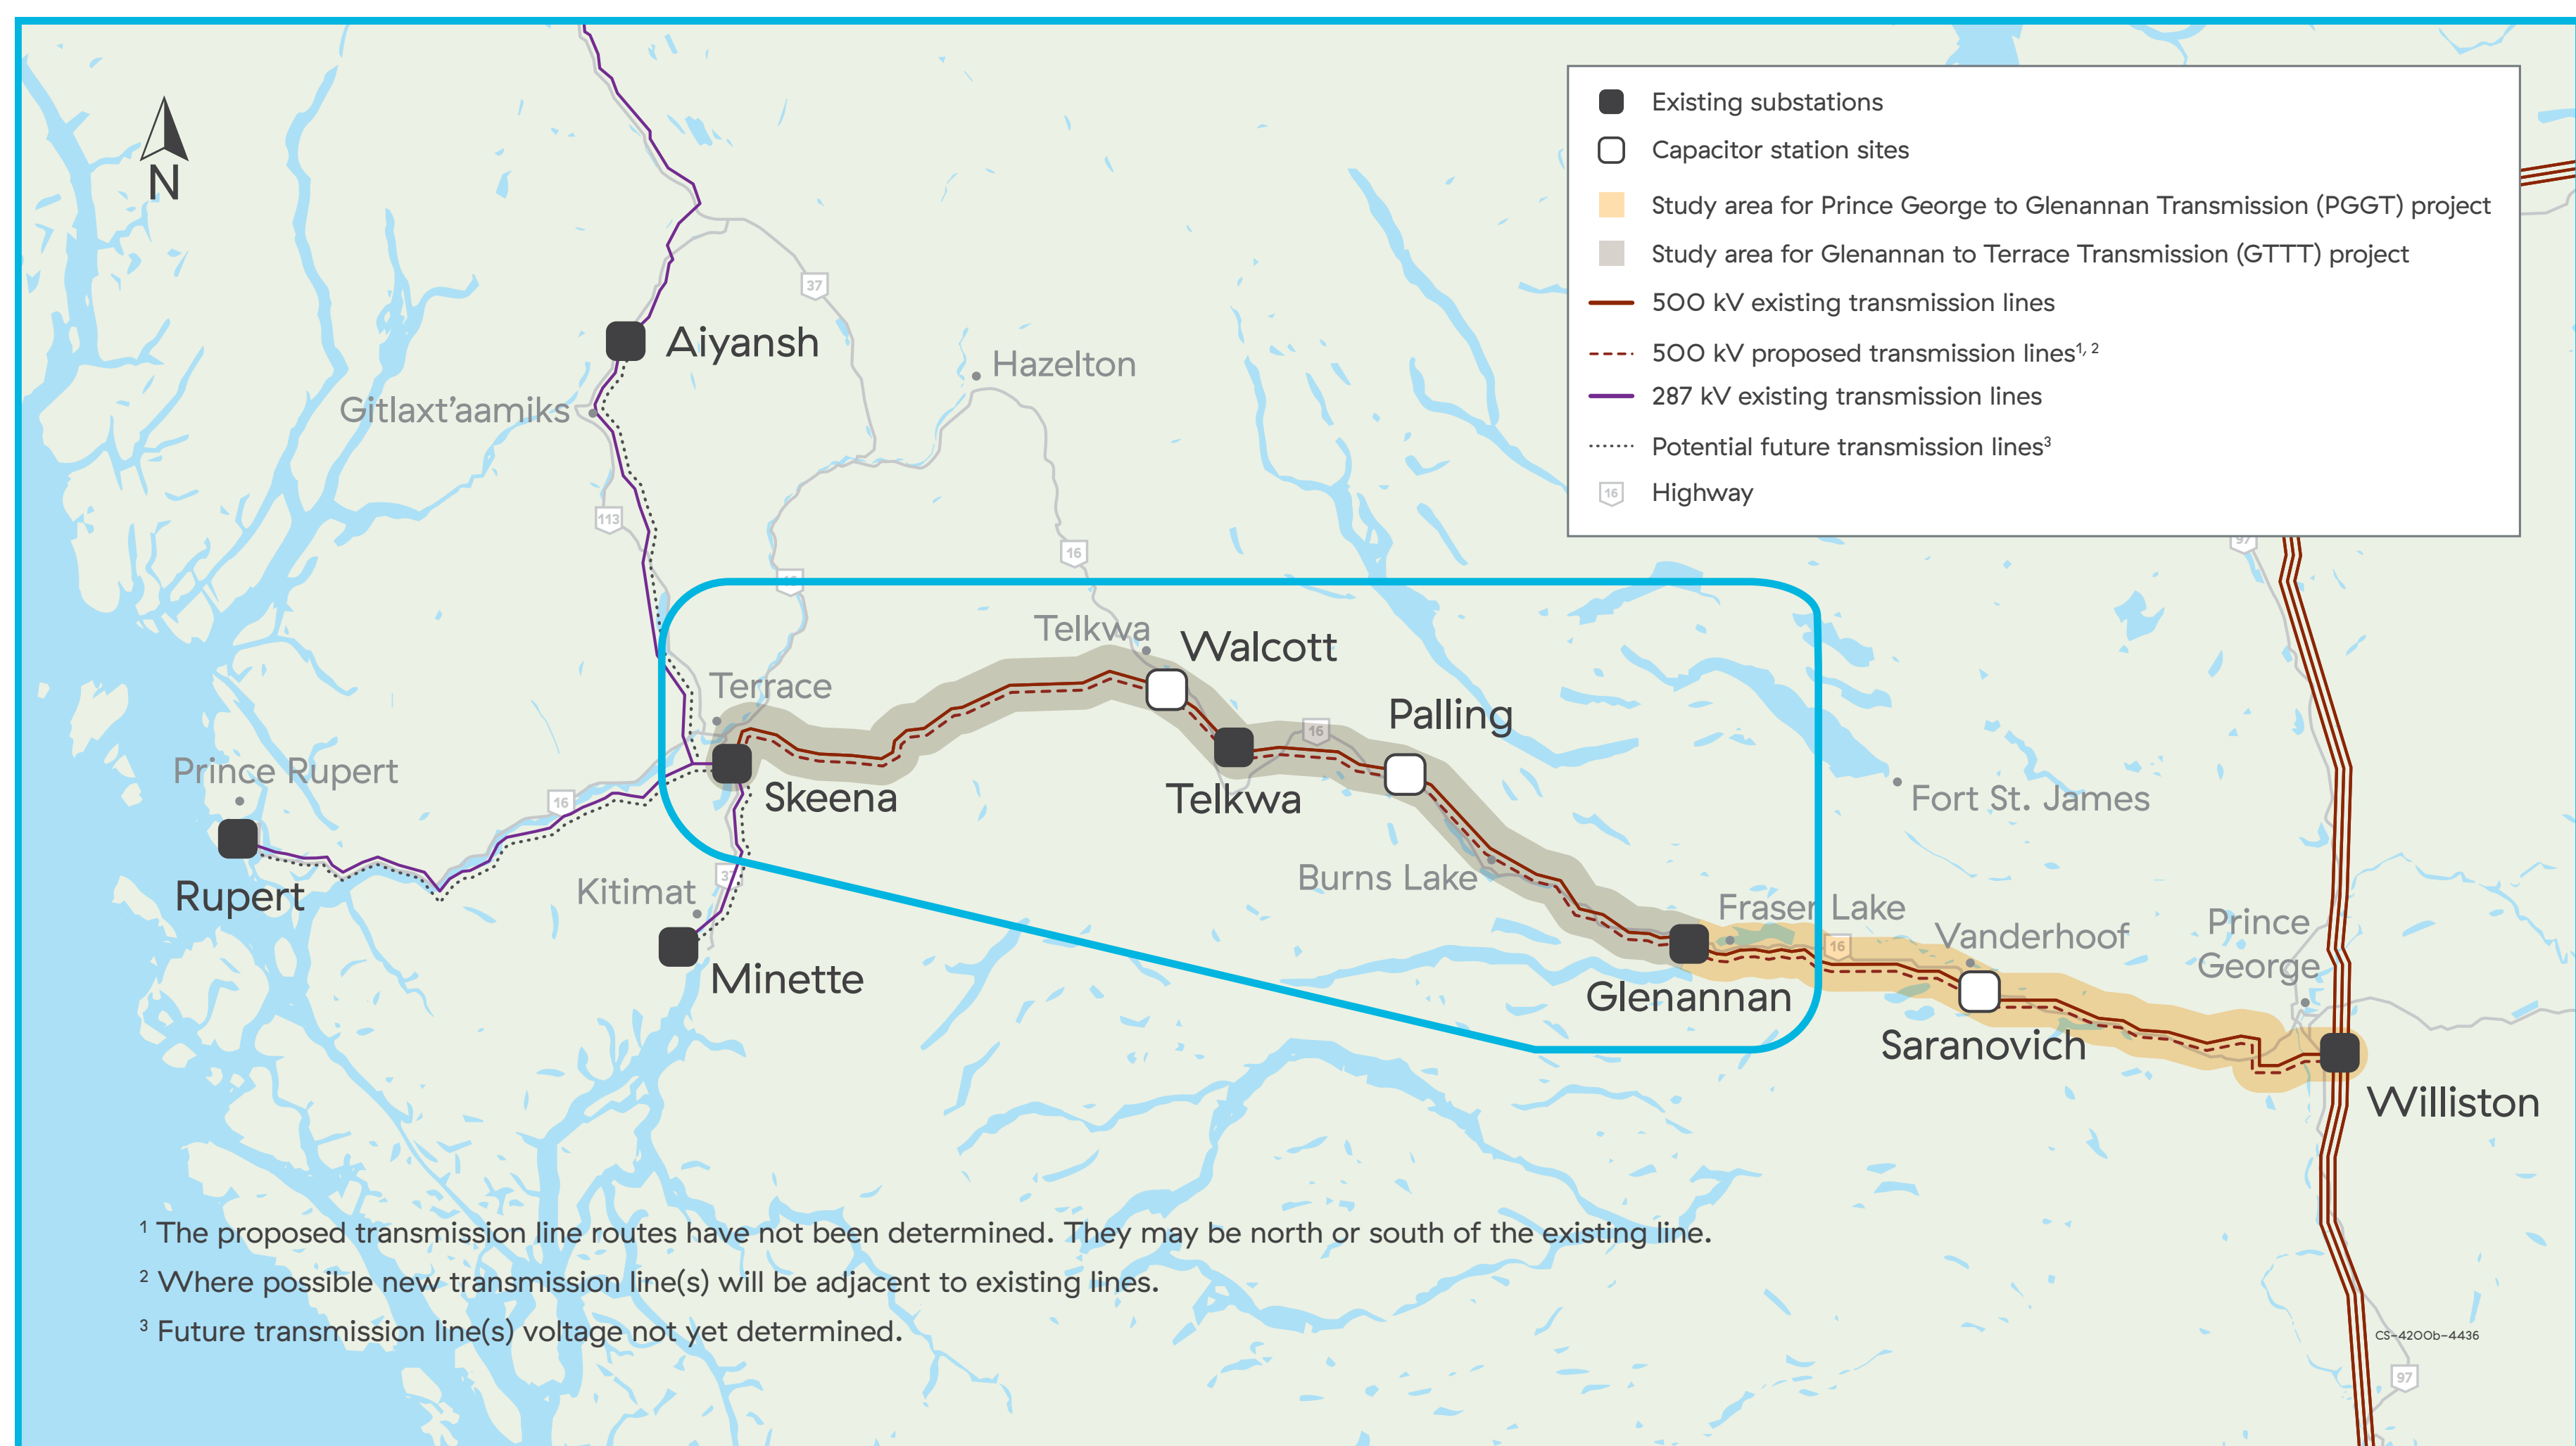 N
Existing substations
Capacitor station sites
Study area for Prince George to Glenannan Transmission (PGGT) project
Study area for Glenannan to Terrace Transmission (GTTT) project
500 kV existing transmission lines
500 kV proposed transmission lines¹, ²
287 kV existing transmission lines
Potential future transmission lines³
16 Highway
37
Aiyansh
Hazelton
Gitlaxt’aamiks
113
16
97
16
Telkwa
Walcott
Terrace
Palling
16
Prince Rupert
Skeena
Telkwa
Fort St. James
16
Rupert
Kitimat
37
Burns Lake
Fraser Lake
16
Vanderhoof
Prince
George
Minette
Glenannan
Saranovich
Williston
¹ The proposed transmission line routes have not been determined. They may be north or south of the existing line.
² Where possible new transmission line(s) will be adjacent to existing lines.
³ Future transmission line(s) voltage not yet determined.
CS-4200b-4436
97